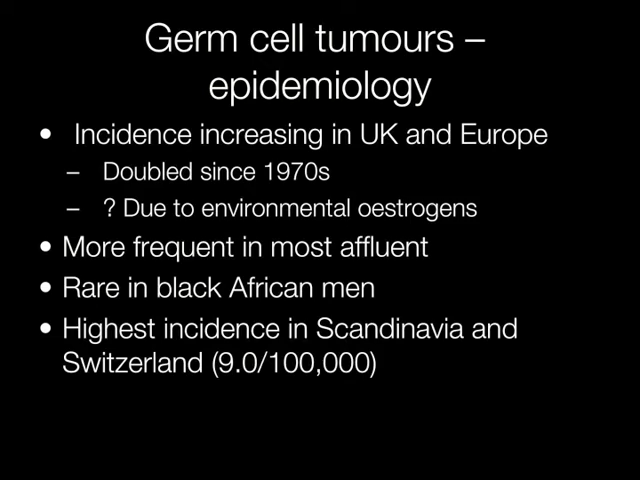 Germ cell tumours –
epidemiology
• Incidence increasing in UK and Europe
– Doubled since 1970s
– ? Due to environmental oestrogens
• More frequent in most affluent
• Rare in black African men
• Highest incidence in Scandinavia and
Switzerland (9.0/100,000)